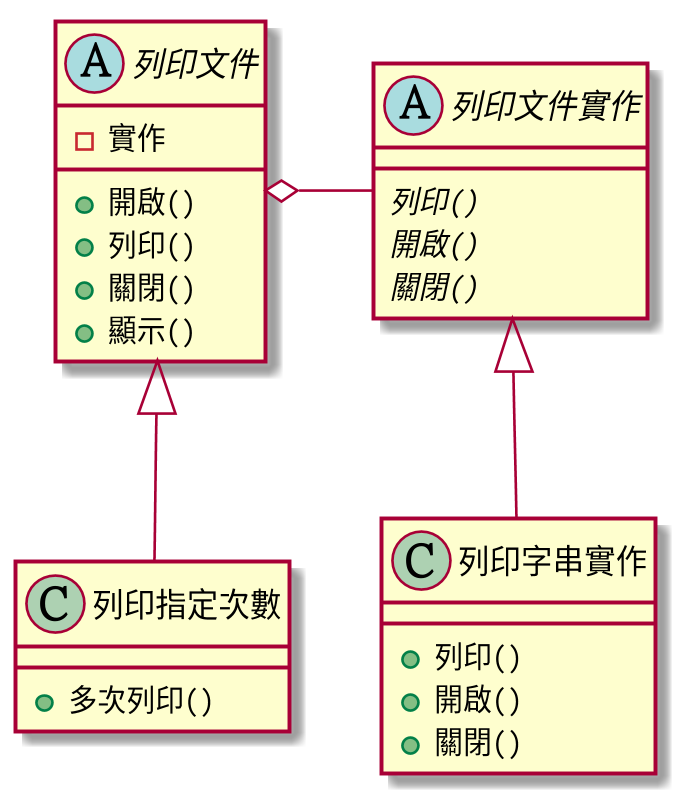 A 列印文件
實作
開啟()
列印()
關閉()
顯示()
A 列印文件實作
列印()
開啟()
關閉()
C 列印指定次數
多次列印()
C 列印字串實作
列印()
開啟()
關閉()